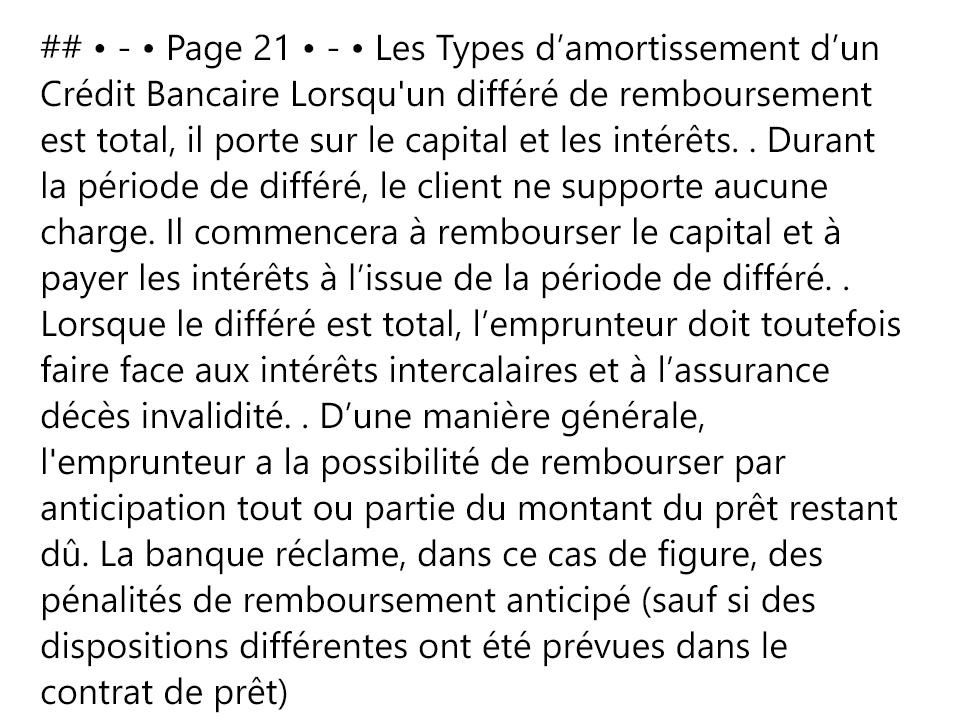 ## • - • Page 21 • - • Les Types d’amortissement d’un
Crédit Bancaire Lorsqu'un différé de remboursement
est total, il porte sur le capital et les intérêts. . Durant
la période de différé, le client ne supporte aucune
charge. Il commencera à rembourser le capital et à
payer les intérêts à l’issue de la période de différé. .
Lorsque le différé est total, l’emprunteur doit toutefois
faire face aux intérêts intercalaires et à l’assurance
décès invalidité. . D’une manière générale,
l'emprunteur a la possibilité de rembourser par
anticipation tout ou partie du montant du prêt restant
dû. La banque réclame, dans ce cas de figure, des
pénalités de remboursement anticipé (sauf si des
dispositions différentes ont été prévues dans le
contrat de prêt)